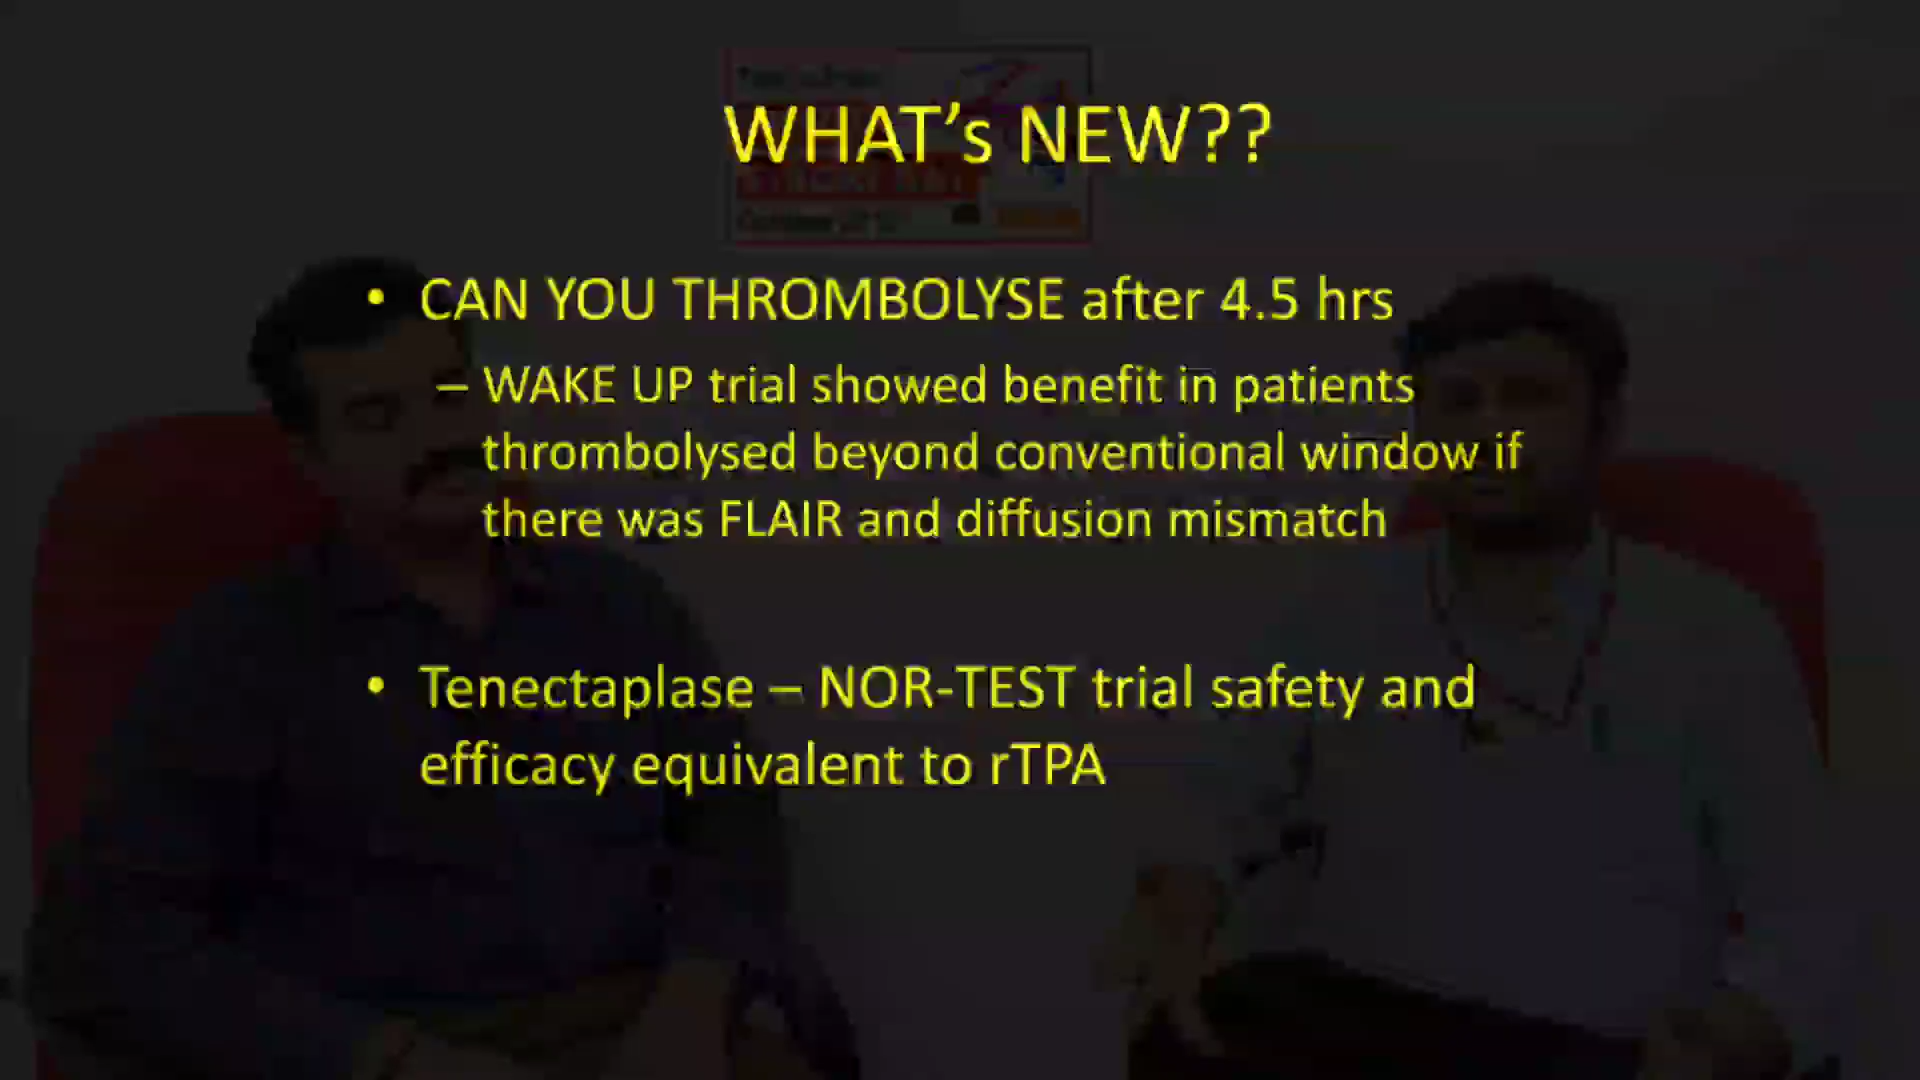 WHAT’s NEW??
• CAN YOU THROMBOLYSE after 4.5 hrs
– WAKE UP trial showed benefit in patients
thrombolysed beyond conventional window if
there was FLAIR and diffusion mismatch
• Tenectaplase – NOR-TEST trial safety and
efficacy equivalent to rTPA